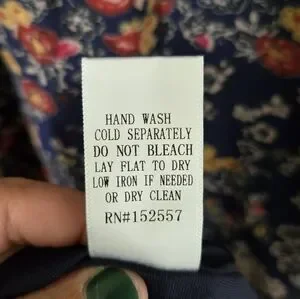 HAND WASH
COLD SEPARATELY
DO NOT BLEACH
LAY FLAT TO DRY
LOW IRON IF NEEDED
OR DRY CLEAN
RN#152557